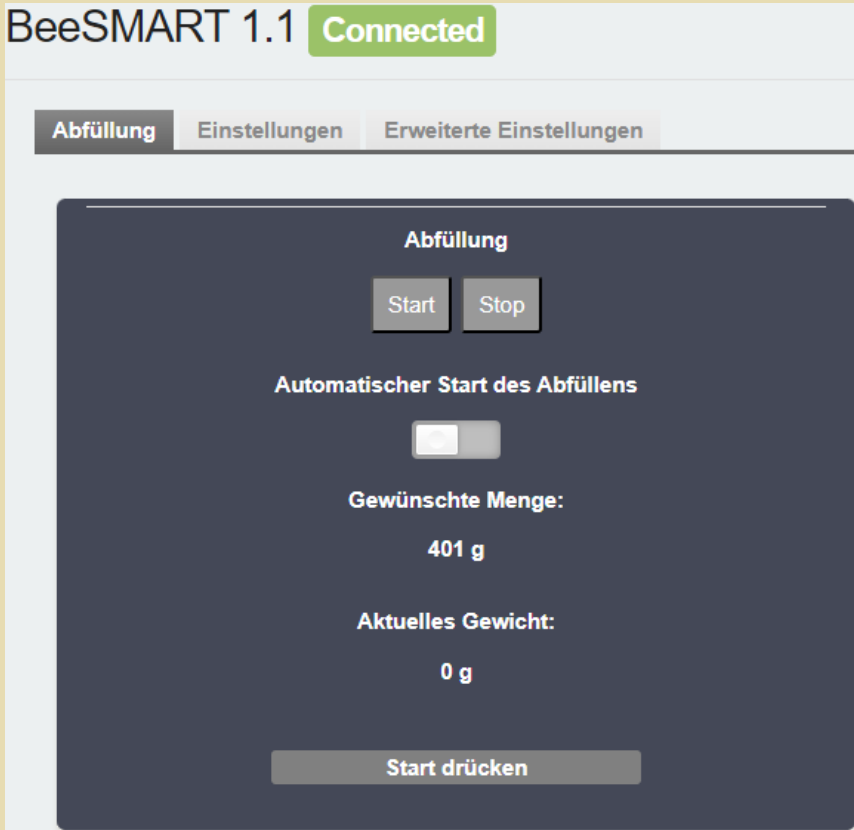 BeeSMART 1.1 Connected
Abfüllung Einstellungen Erweiterte Einstellungen
Abfüllung
Start Stop
Automatischer Start des Abfüllens
Gewünschte Menge:
401 g
Aktuelles Gewicht:
0 g
Start drücken